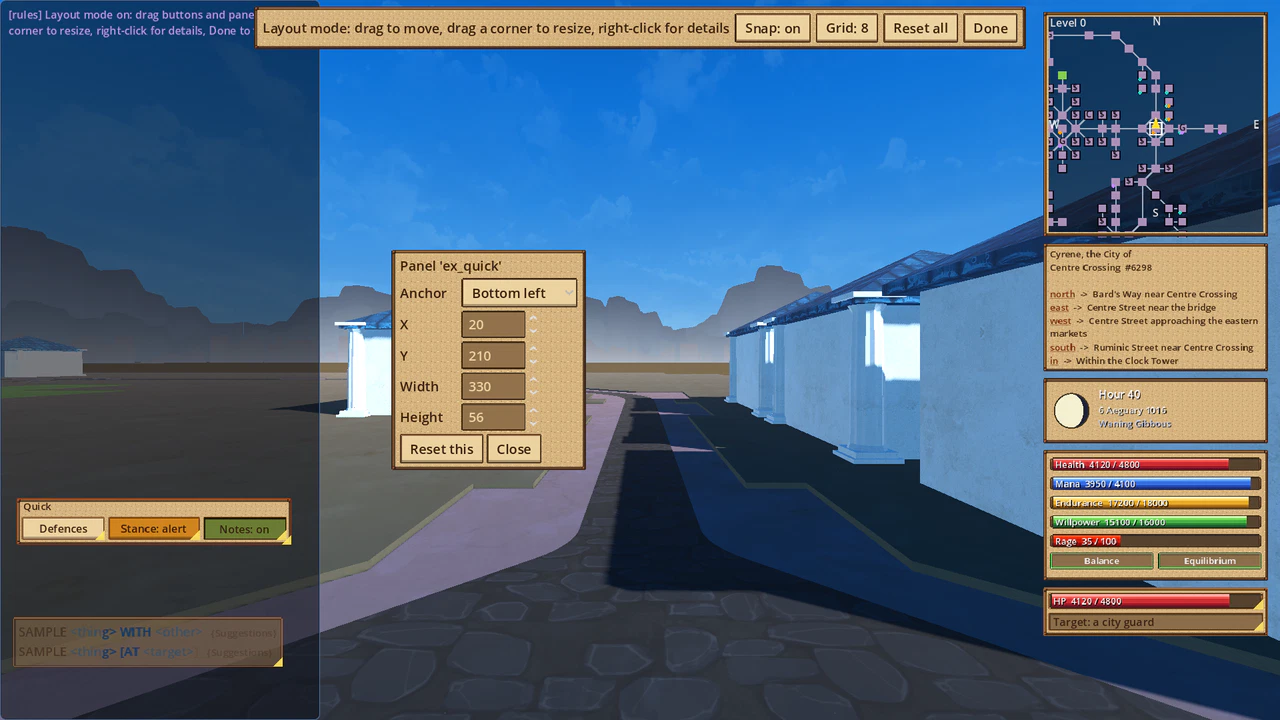 [rules] Layout mode on: drag buttons and pane
corner to resize, right-click for details, Done to
Layout mode: drag to move, drag a corner to resize, right-click for details
Snap: on
Grid: 8
Reset all
Done
Level 0
N
W
E
S
Cyrene, the City of
Centre Crossing #6298
north -> Bard's Way near Centre Crossing
east -> Centre Street near the bridge
west -> Centre Street approaching the eastern
markets
south -> Ruminic Street near Centre Crossing
in -> Within the Clock Tower
Panel 'ex_quick'
Anchor Bottom left
X 20
Y 210
Width 330
Height 56
Reset this Close
Hour 40
6 Aeguary 1016
Waning Gibbous
Health 4120 / 4800
Mana 3950 / 4100
Endurance 17200 / 18000
Willpower 15100 / 16000
Rage 35 / 100
Balance Equilibrium
HP 4120 / 4800
Target: a city guard
Quick
Defences Stance: alert Notes: on
SAMPLE <thing> WITH <other> (Suggestions)
SAMPLE <thing> [AT <target>] (Suggestions)